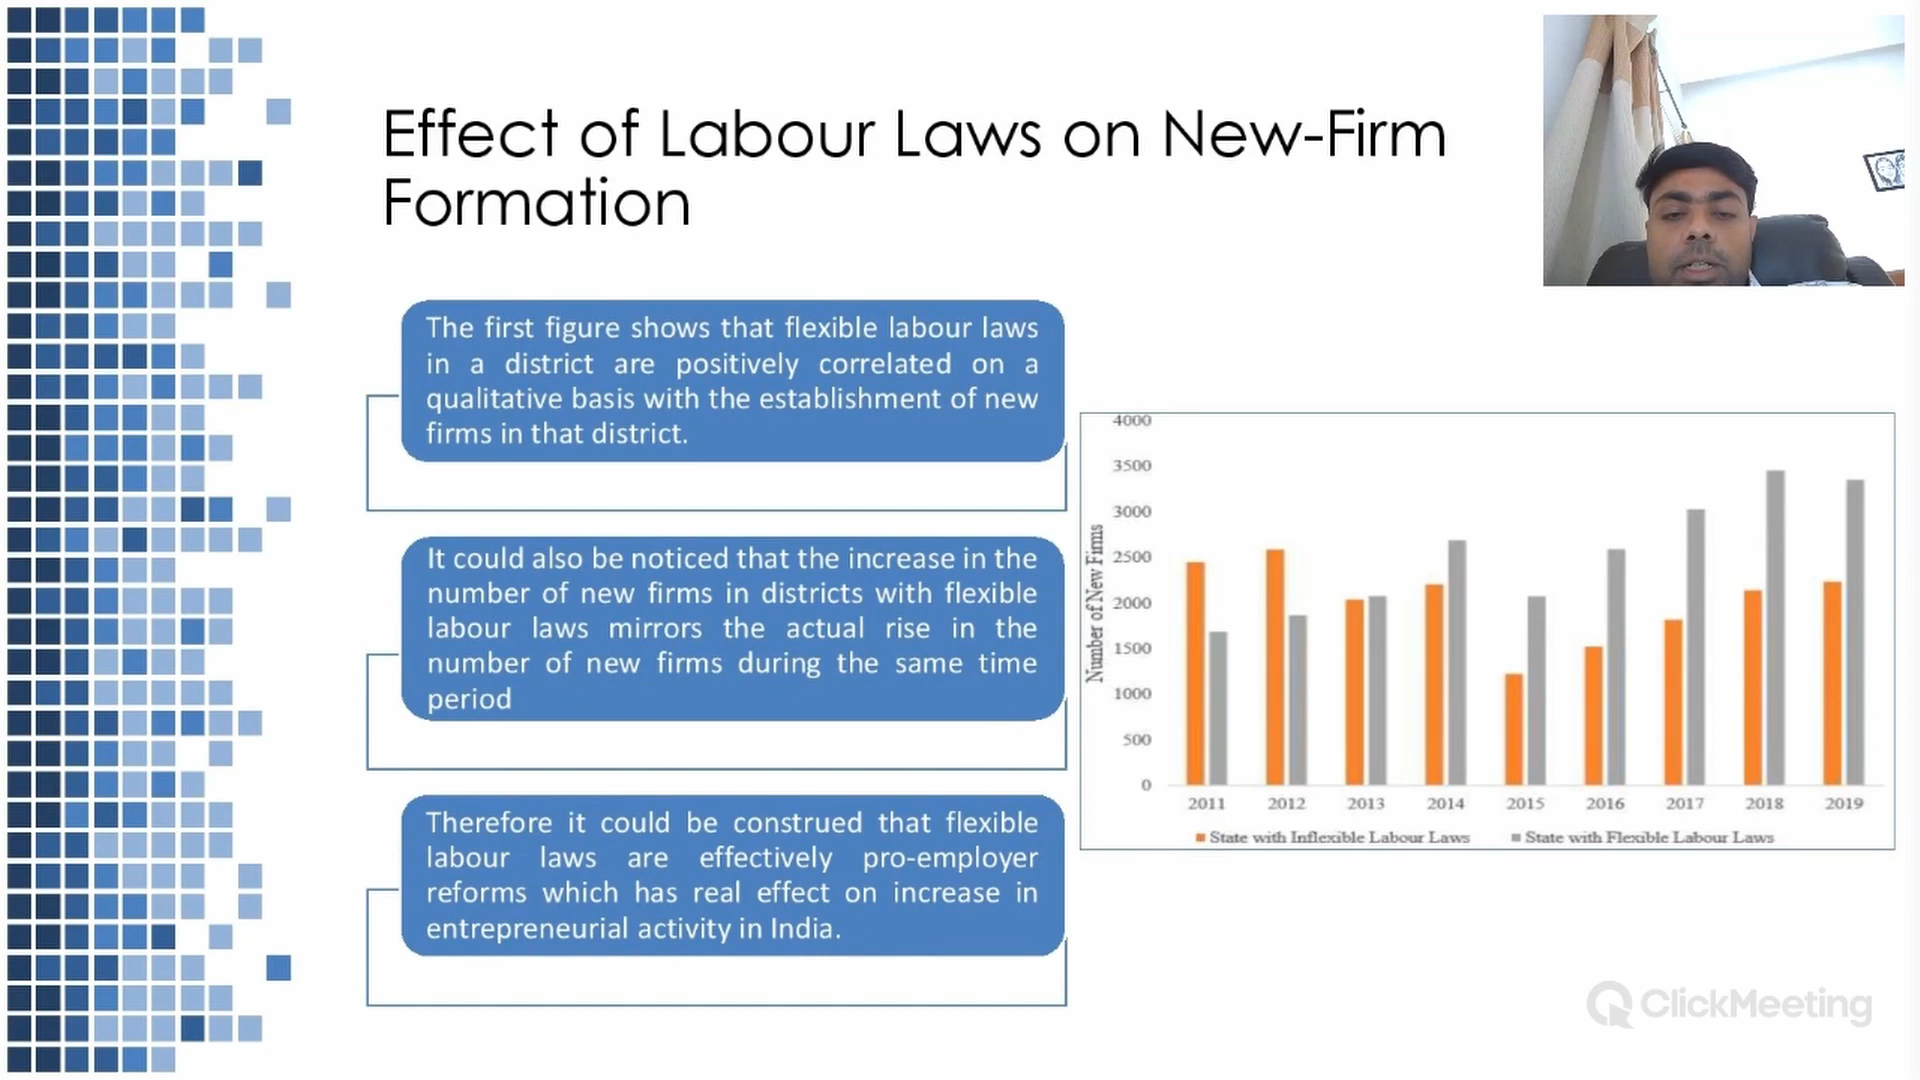 Effect of Labour Laws on New-Firm
Formation
The first figure shows that flexible labour laws
in a district are positively correlated on a
qualitative basis with the establishment of new
firms in that district.
It could also be noticed that the increase in the
number of new firms in districts with flexible
labour laws mirrors the actual rise in the
number of new firms during the same time
period
Therefore it could be construed that flexible
labour laws are effectively pro-employer
reforms which has real effect on increase in
entrepreneurial activity in India.
Number of New Firms
4000
3500
3000
2500
2000
1500
1000
500
0
2011 2012 2013 2014 2015 2016 2017 2018 2019
State with Inflexible Labour Laws State with Flexible Labour Laws
ClickMeeting